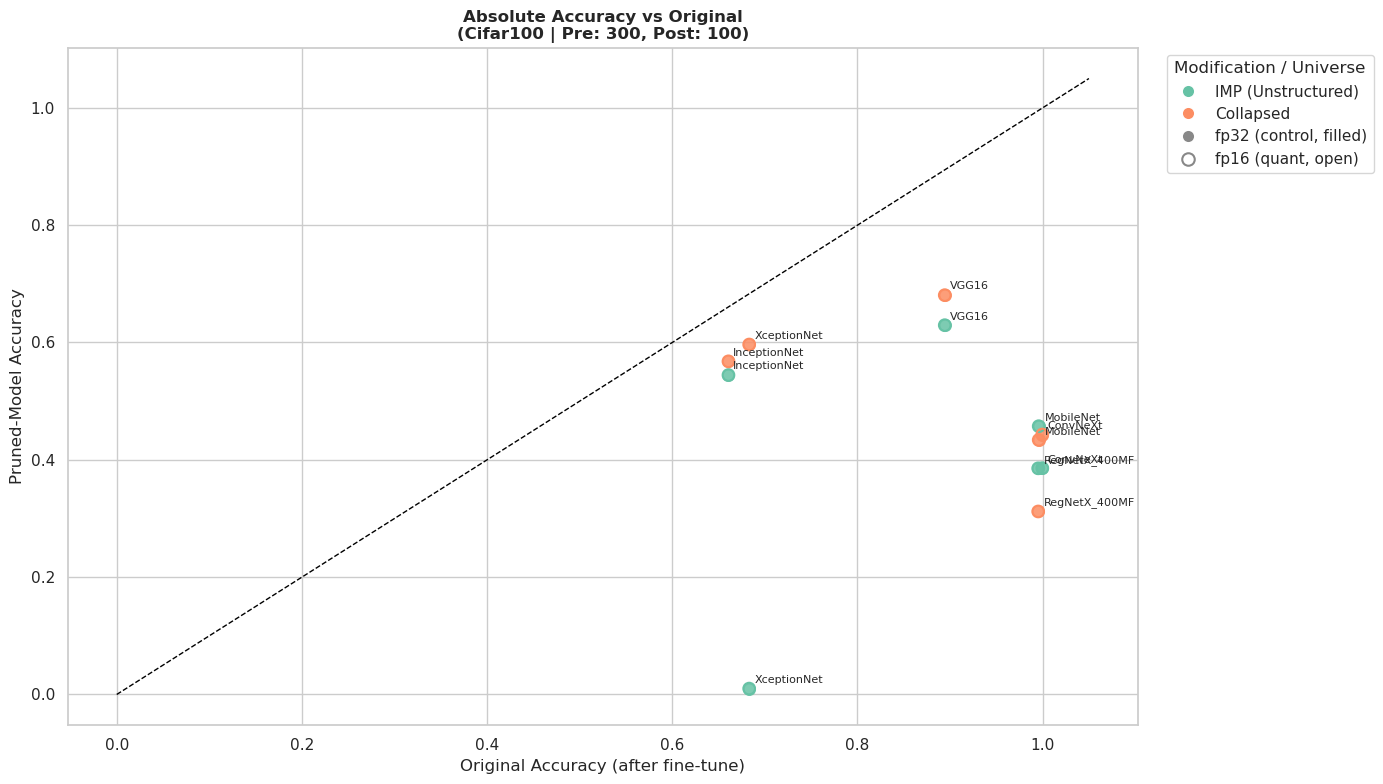 Absolute Accuracy vs Original
(Cifar100 | Pre: 300, Post: 100)
Modification / Universe
IMP (Unstructured)
Collapsed
fp32 (control, filled)
fp16 (quant, open)
Pruned-Model Accuracy
1.0
0.8
0.6
0.4
0.2
0.0
VGG16
VGG16
XceptionNet
InceptionNet
InceptionNet
MobileNet
ConvNeXt
MobileNet
RegNetX_400MF
ConvNeXt
RegNetX_400MF
XceptionNet
0.0
0.2
0.4
0.6
0.8
1.0
Original Accuracy (after fine-tune)